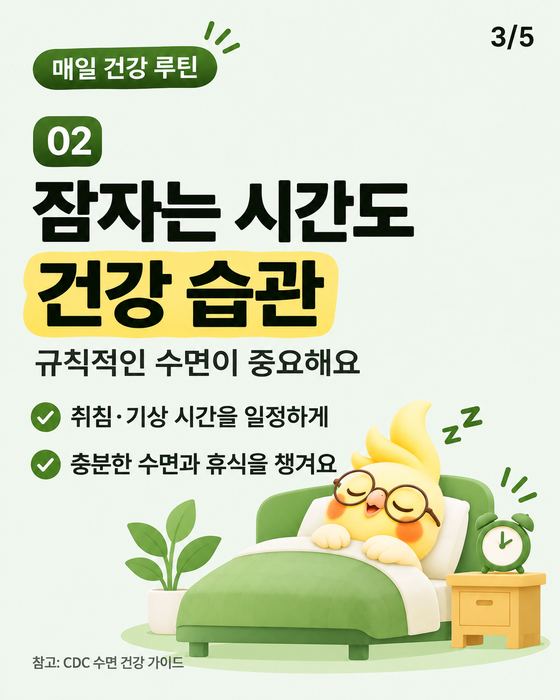 3/5
매일 건강 루틴
02
잠자는 시간도
건강 습관
규칙적인 수면이 중요해요
취침·기상 시간을 일정하게
충분한 수면과 휴식을 챙겨요
zzz
참고: CDC 수면 건강 가이드